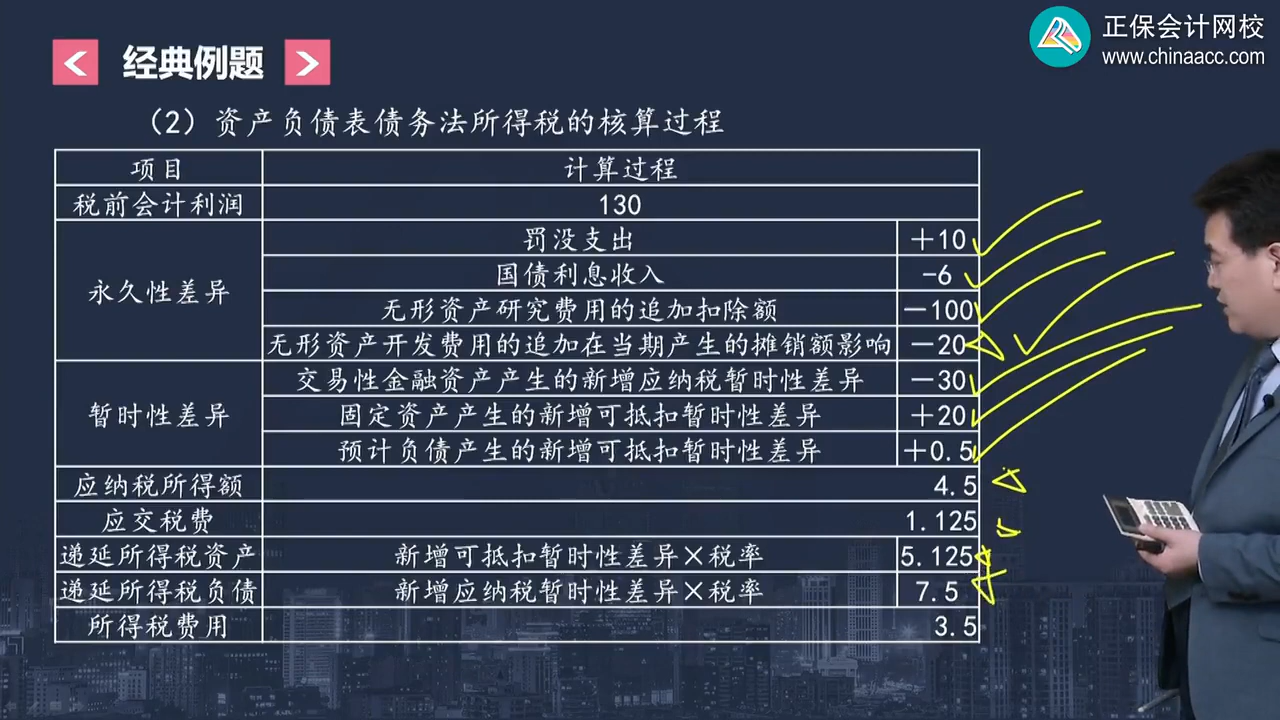 正保会计网校
www.chinaacc.com
经典例题
（2）资产负债表债务法所得税的核算过程
项目 计算过程
税前会计利润 130
永久性差异 罚没支出 +10
国债利息收入 -6
无形资产研究费用的追加扣除额 -100
无形资产开发费用的追加在当期产生的摊销额影响 -20
暂时性差异 交易性金融资产产生的新增应纳税暂时性差异 -30
固定资产产生的新增可抵扣暂时性差异 +20
预计负债产生的新增可抵扣暂时性差异 +0.5
应纳税所得额 4.5
应交税费 1.125
递延所得税资产 新增可抵扣暂时性差异×税率 5.125
递延所得税负债 新增应纳税暂时性差异×税率 7.5
所得税费用 3.5